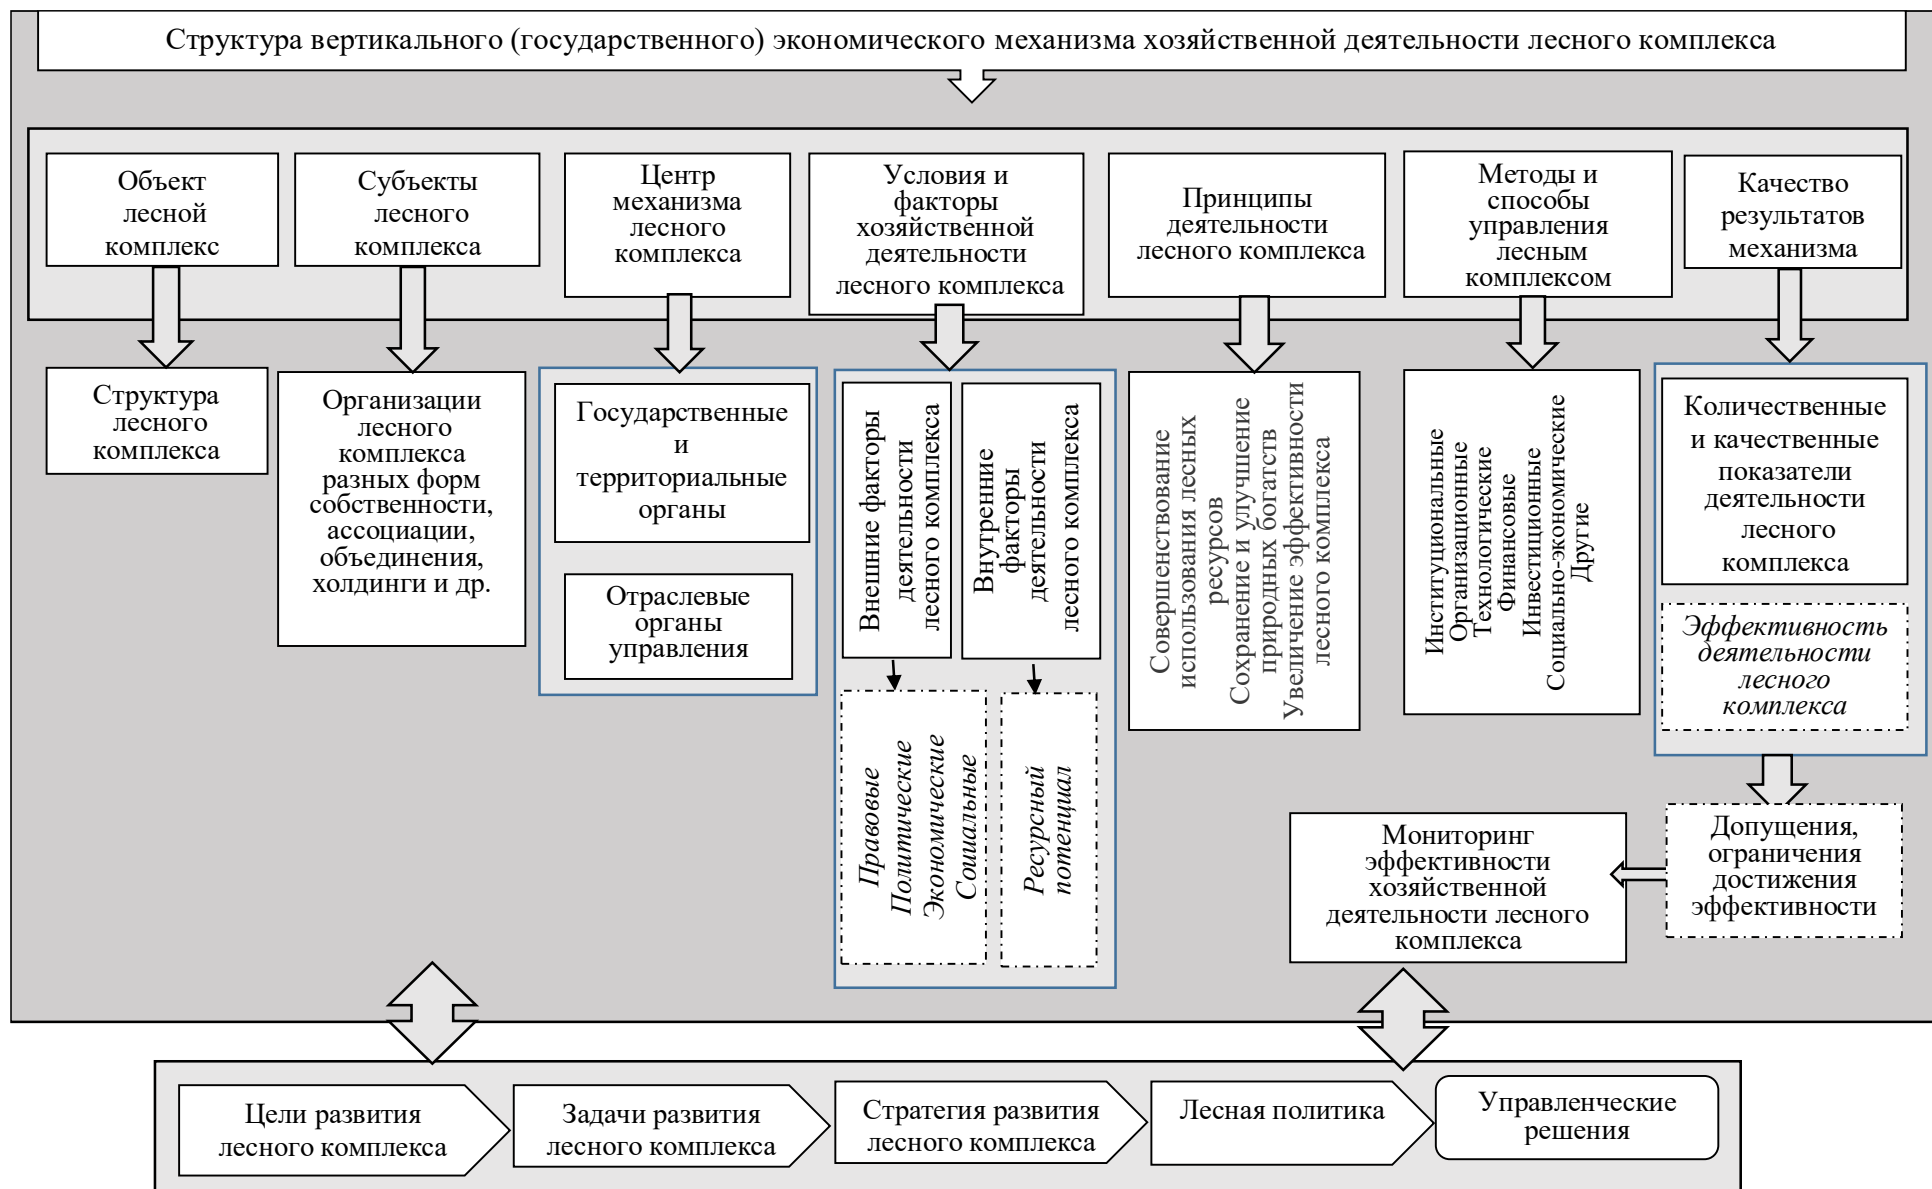 Структура вертикального (государственного) экономического механизма хозяйственной деятельности лесного комплекса
Объект
лесной
комплекс
Субъекты
лесного
комплекса
Центр
механизма
лесного
комплекса
Условия и
факторы
хозяйственной
деятельности
лесного комплекса
Принципы
деятельности
лесного комплекса
Методы и
способы
управления
лесным
комплексом
Качество
результатов
механизма
Структура
лесного
комплекса
Организации
лесного
комплекса
разных форм
собственности,
ассоциации,
объединения,
холдинги и др.
Государственные
и
территориальные
органы
Отраслевые
органы
управления
Внешние факторы
деятельности
лесного комплекса
Внутренние
факторы
деятельности
лесного комплекса
Правовые
Политические
Экономические
Социальные
Ресурсный
потенциал
Совершенствование
использования лесных
ресурсов
Сохранение и улучшение
природных богатств
Увеличение эффективности
лесного комплекса
Институциональные
Организационные
Технологические
Финансовые
Инвестиционные
Социально-экономические
Другие
Количественные
и качественные
показатели
деятельности
лесного
комплекса
Эффективность
деятельности
лесного
комплекса
Допущения,
ограничения
достижения
эффективности
Мониторинг
эффективности
хозяйственной
деятельности лесного
комплекса
Цели развития
лесного комплекса
Задачи развития
лесного комплекса
Стратегия развития
лесного комплекса
Лесная политика
Управленческие
решения